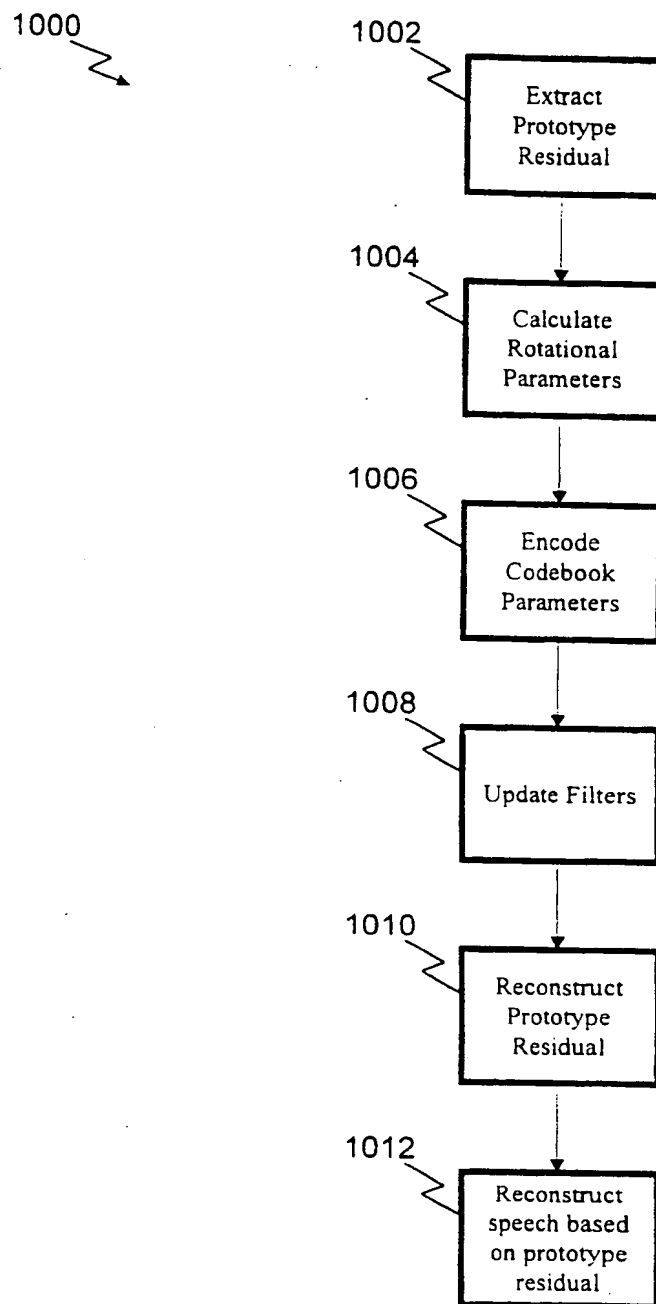 1000
1002
Extract
Prototype
Residual
1004
Calculate
Rotational
Parameters
1006
Encode
Codebook
Parameters
1008
Update Filters
1010
Reconstruct
Prototype
Residual
1012
Reconstruct
speech based
on prototype
residual